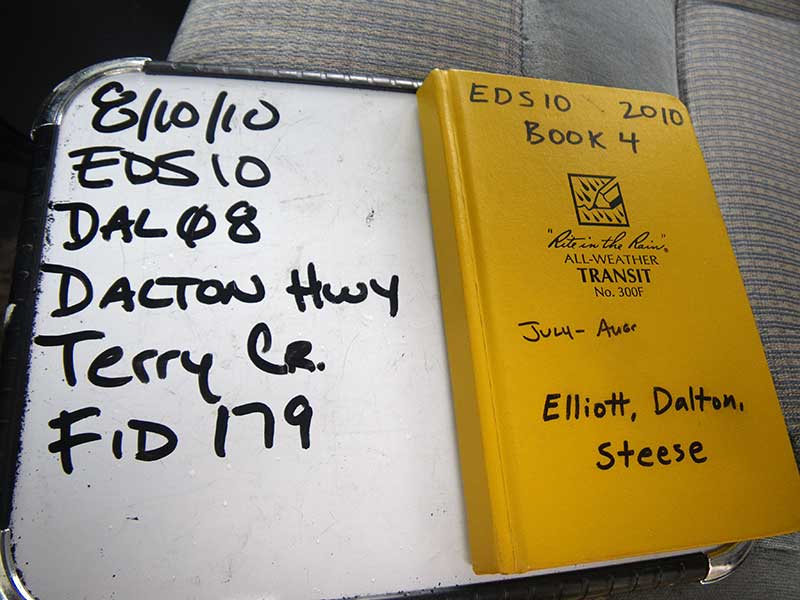 8/10/10
EDS10
DAL08
DALTON HWY
Terry CR.
FID 179
EDS10 2010
BOOK 4
"Rite in the Rain"®
ALL-WEATHER
TRANSIT
No. 300F
JULY- AUG
Elliott, Dalton,
Steese